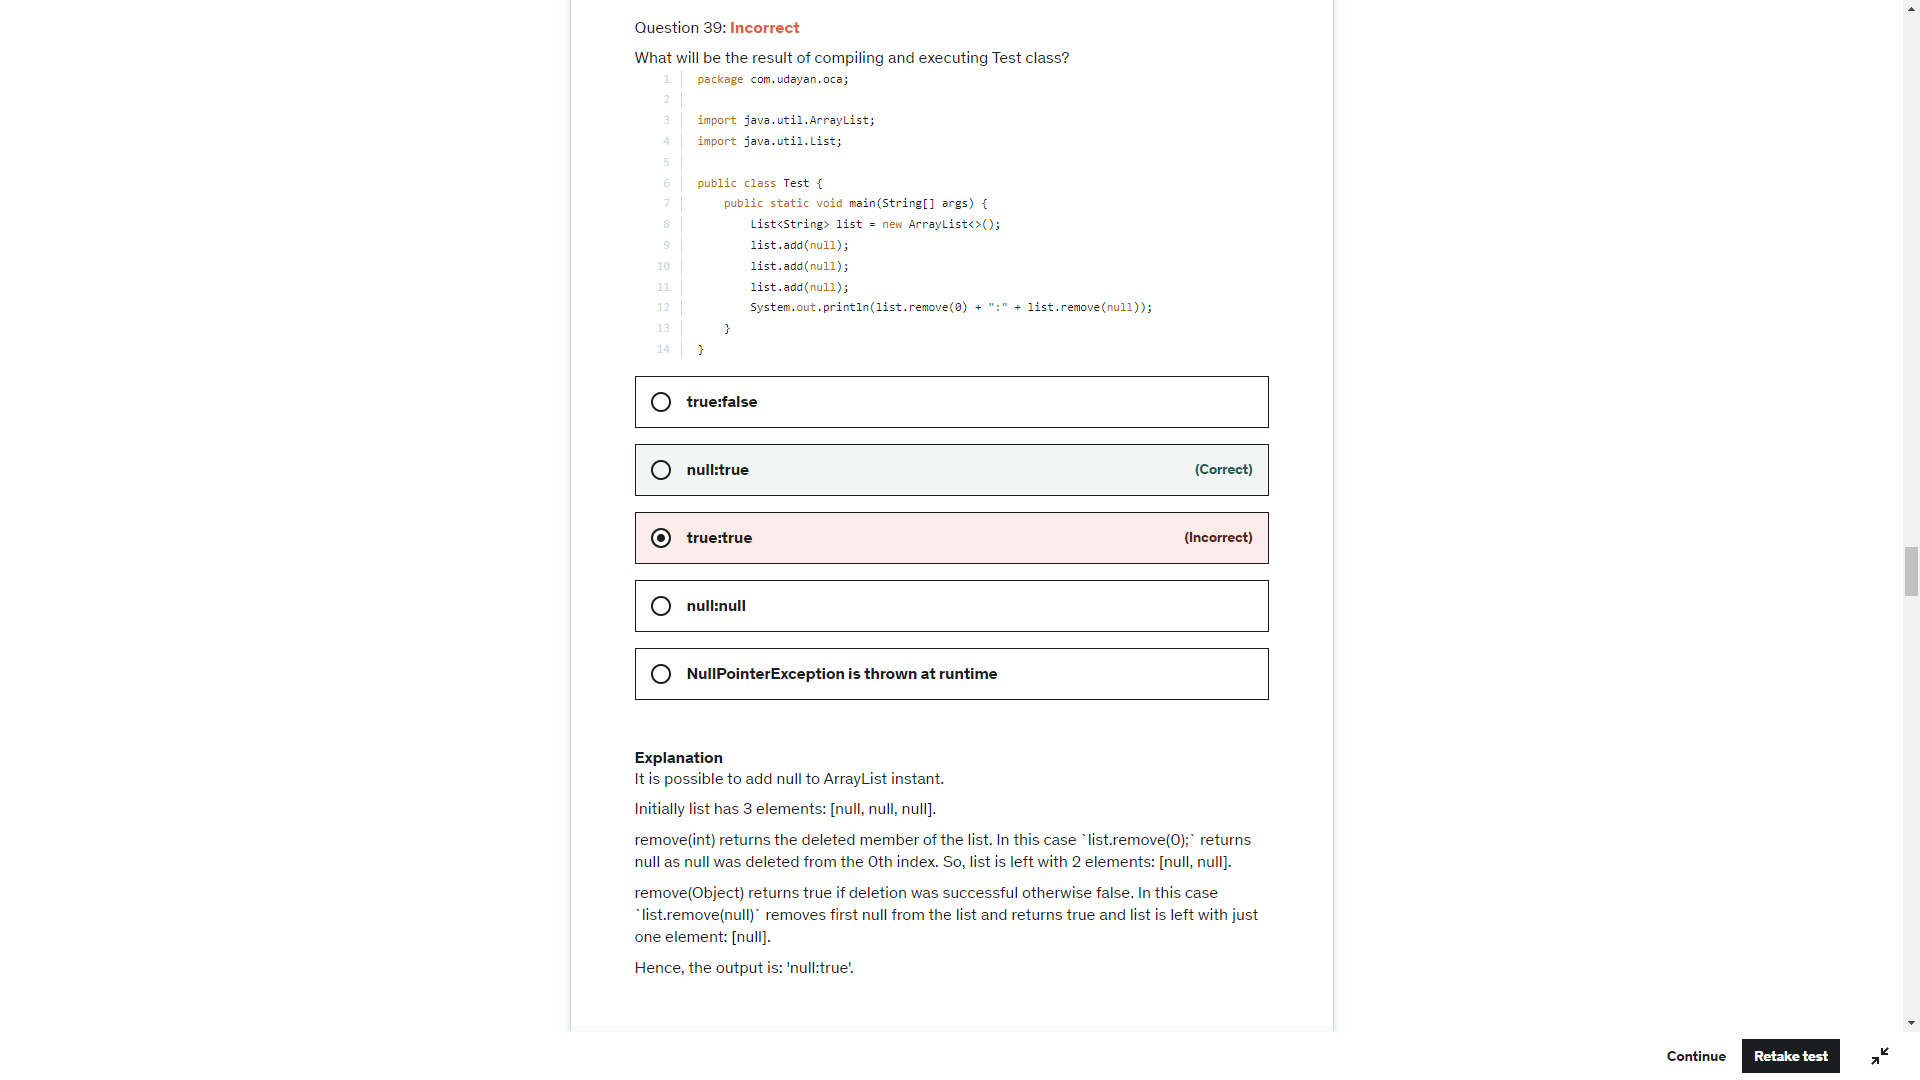 Question 39: Incorrect
What will be the result of compiling and executing Test class?
1 package com.udayan.oca;
2
3 import java.util.ArrayList;
4 import java.util.List;
5
6 public class Test {
7 public static void main(String[] args) {
8 List<String> list = new ArrayList<>();
9 list.add(null);
10 list.add(null);
11 list.add(null);
12 System.out.println(list.remove(0) + ":" + list.remove(null));
13 }
14 }
true:false
null:true (Correct)
true:true (Incorrect)
null:null
NullPointerException is thrown at runtime
Explanation
It is possible to add null to ArrayList instant.
Initially list has 3 elements: [null, null, null].
remove(int) returns the deleted member of the list. In this case `list.remove(0);` returns
null as null was deleted from the 0th index. So, list is left with 2 elements: [null, null].
remove(Object) returns true if deletion was successful otherwise false. In this case
`list.remove(null)` removes first null from the list and returns true and list is left with just
one element: [null].
Hence, the output is: 'null:true'.
Continue Retake test